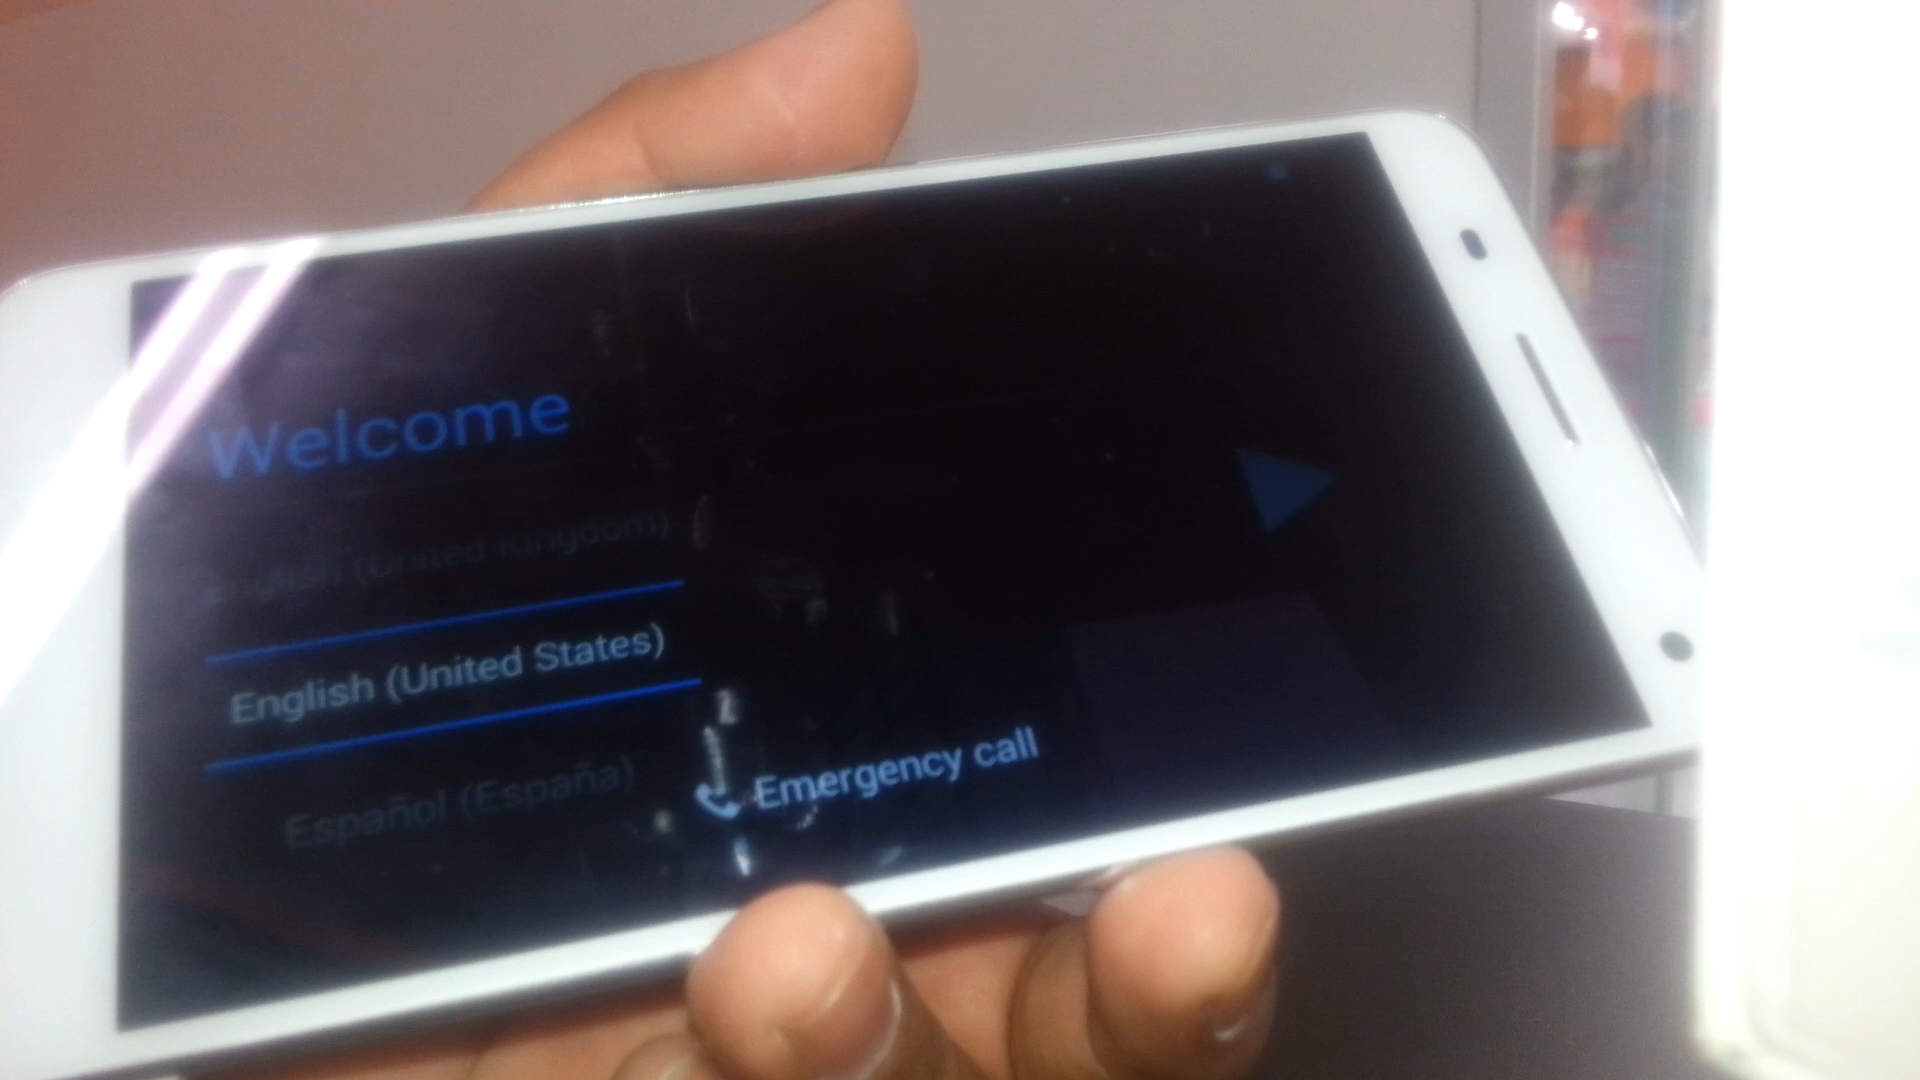 Welcome
English (United Kingdom)
English (United States)
Español (España)
Emergency call